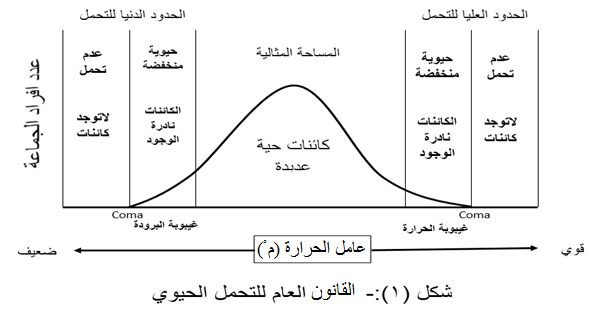 الحدود العليا للتحمل
الحدود الدنيا للتحمل
عدم
تحمل
حيوية
منخفضة
المساحة المثالية
حيوية
منخفضة
عدم
تحمل
لاتوجد
كائنات
الكائنات
نادرة
الوجود
كائنات حية
عديدة
الكائنات
نادرة
الوجود
لاتوجد
كائنات
عدد افراد الجماعة
Coma
غيبوبة الحرارة
غيبوبة البرودة
Coma
قوي
عامل الحرارة (م°)
ضعيف
شكل (١):- القانون العام للتحمل الحيوي